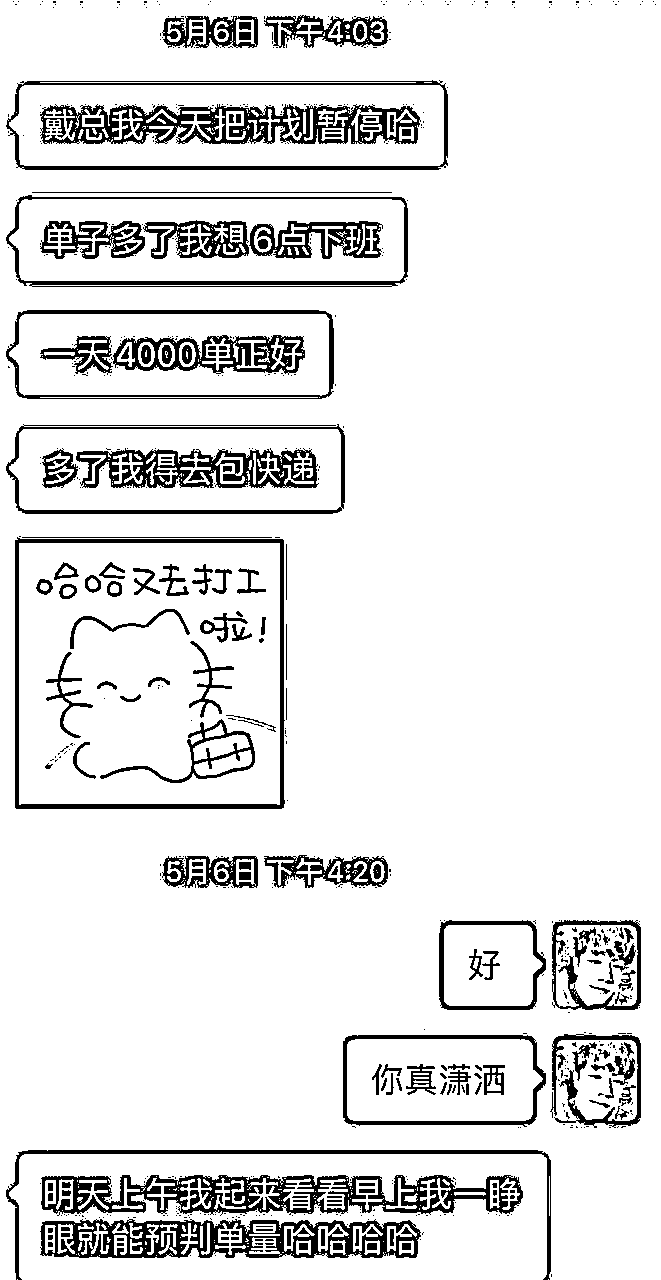 5月6日 下午4:03
戴总我今天把计划暂停哈
单子多了我想6点下班
一天4000单正好
多了我得去包快递
哈哈又去打工
啦!
5月6日 下午4:20
好
你真潇洒
明天上午我起来看看早上我一睁
眼就能预判单量哈哈哈哈